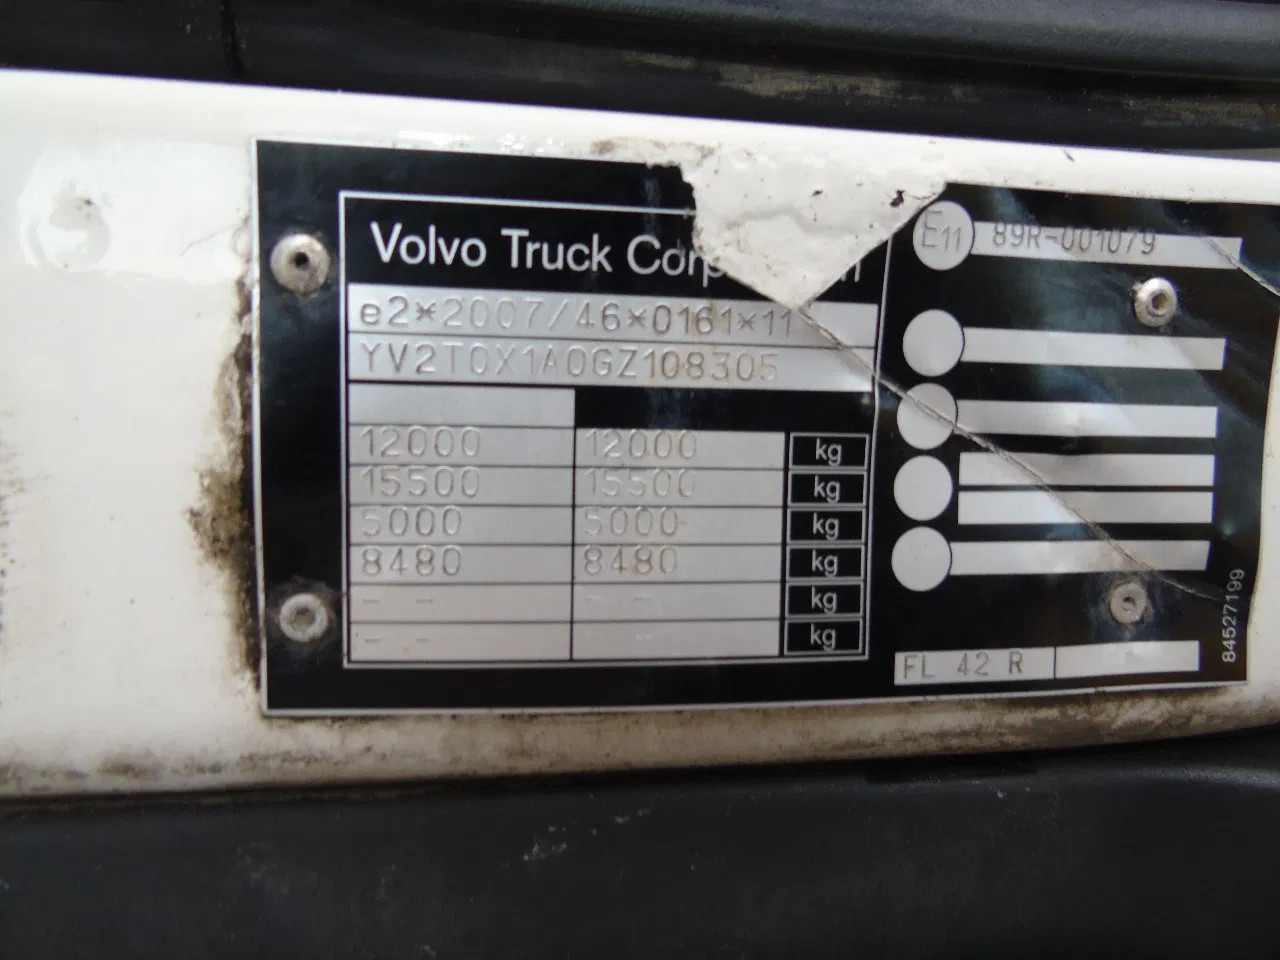 Volvo Truck Corp
e2*2007/46*0161*11
YV2T0X1A0GZ108305
12000 12000 kg
15500 15500 kg
5000 5000 kg
8480 8480 kg
- - - - kg
- - - - kg
E11 89R-001079
FL 42 R
84527199